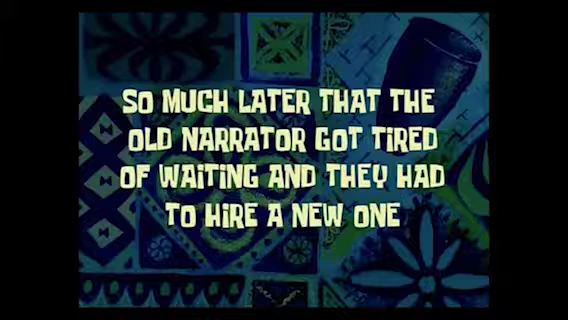 SO MUCH LATER THAT THE
OLD NARRATOR GOT TIRED
OF WAITING AND THEY HAD
TO HIRE A NEW ONE